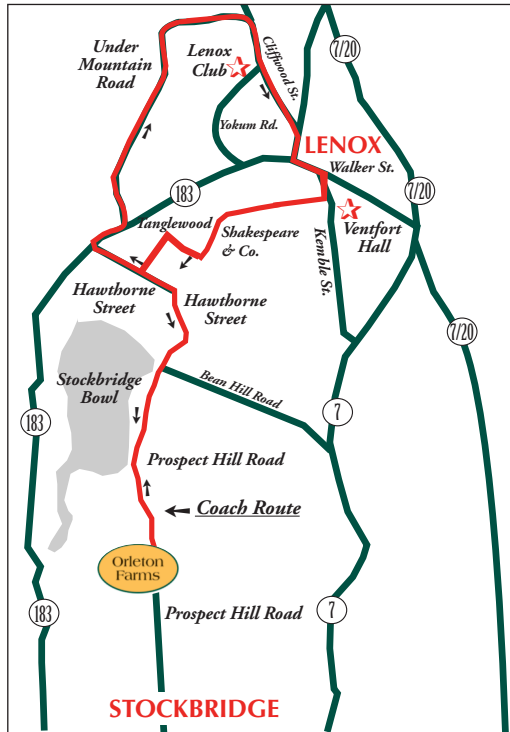 7/20
Under
Mountain
Road
Lenox
Club
Cliffwood St.
Yokum Rd.
LENOX
Walker St.
183
7/20
Tanglewood
Shakespeare
& Co.
Ventfort
Hall
Kemble St.
Hawthorne
Street
Hawthorne
Street
7/20
Stockbridge
Bowl
Bean Hill Road
183
7
Prospect Hill Road
Coach Route
Orleton
Farms
183
Prospect Hill Road
7
STOCKBRIDGE